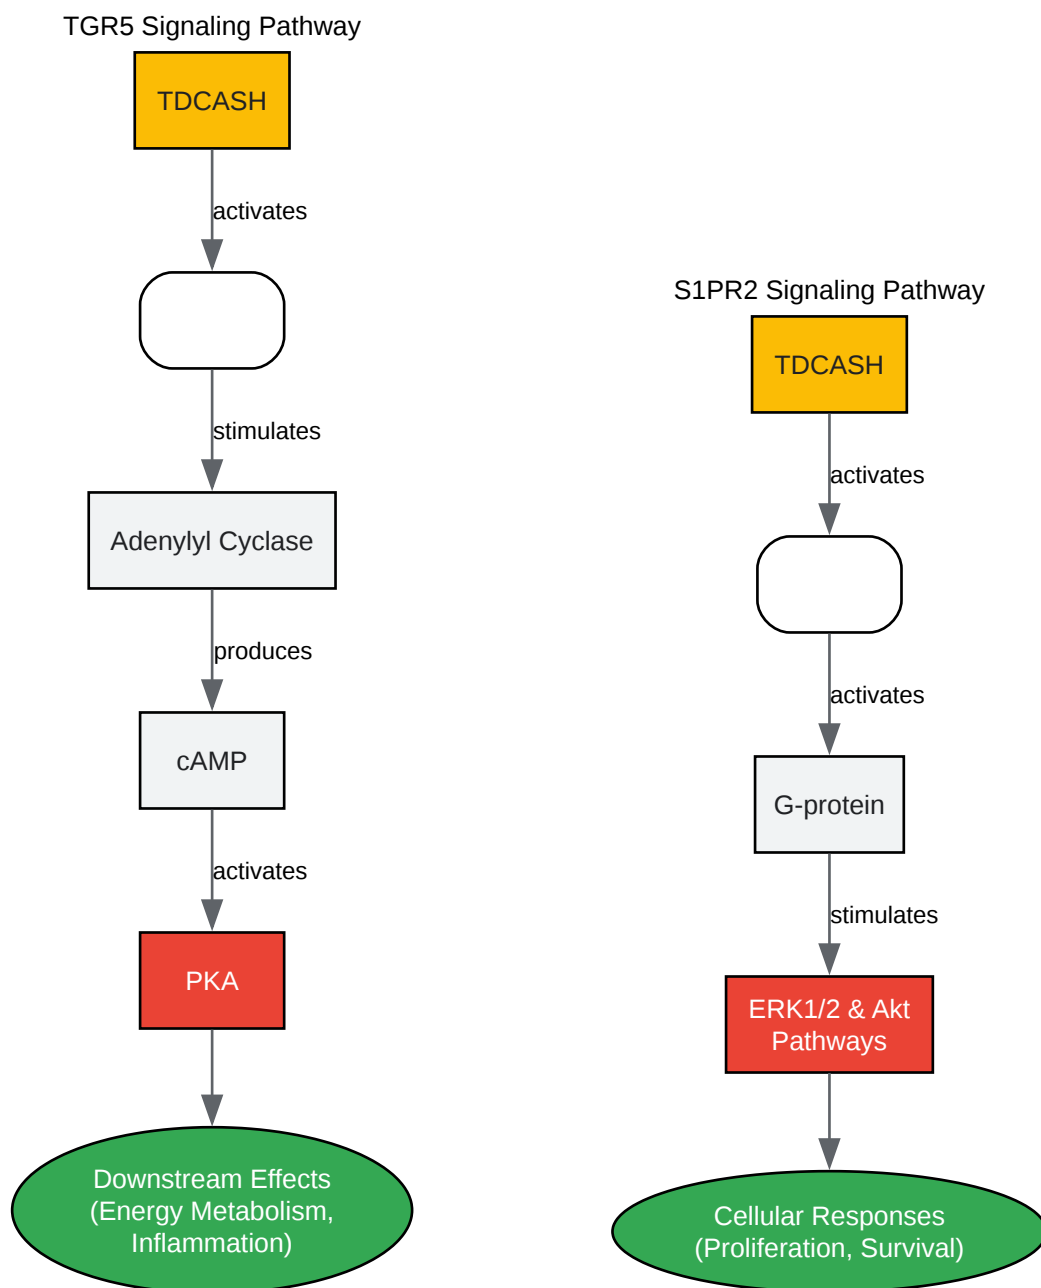 TGR5 Signaling Pathway
TDCASH
activates
stimulates
Adenylyl Cyclase
produces
cAMP
activates
PKA
Downstream Effects
(Energy Metabolism,
Inflammation)
S1PR2 Signaling Pathway
TDCASH
activates
activates
G-protein
stimulates
ERK1/2 & Akt
Pathways
Cellular Responses
(Proliferation, Survival)